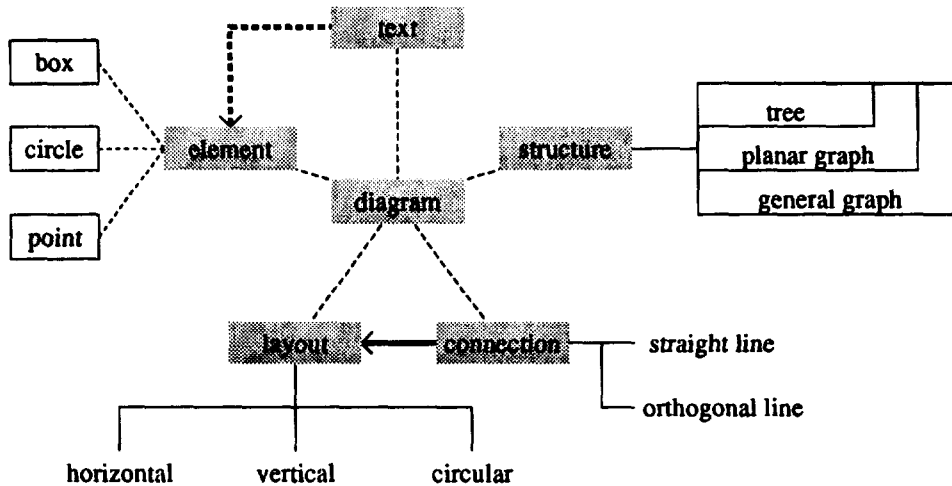 text
box
circle
point
element
structure
diagram
tree
planar graph
general graph
layout
connection
straight line
orthogonal line
horizontal
vertical
circular